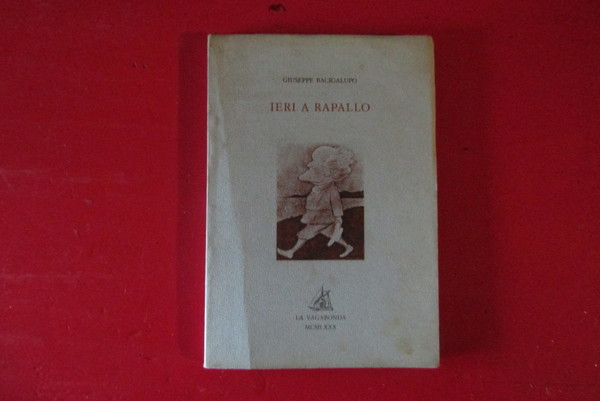 GIUSEPPE BACIGALUPO
IERI A RAPALLO
LA VAGABONDA
MCMLXXX